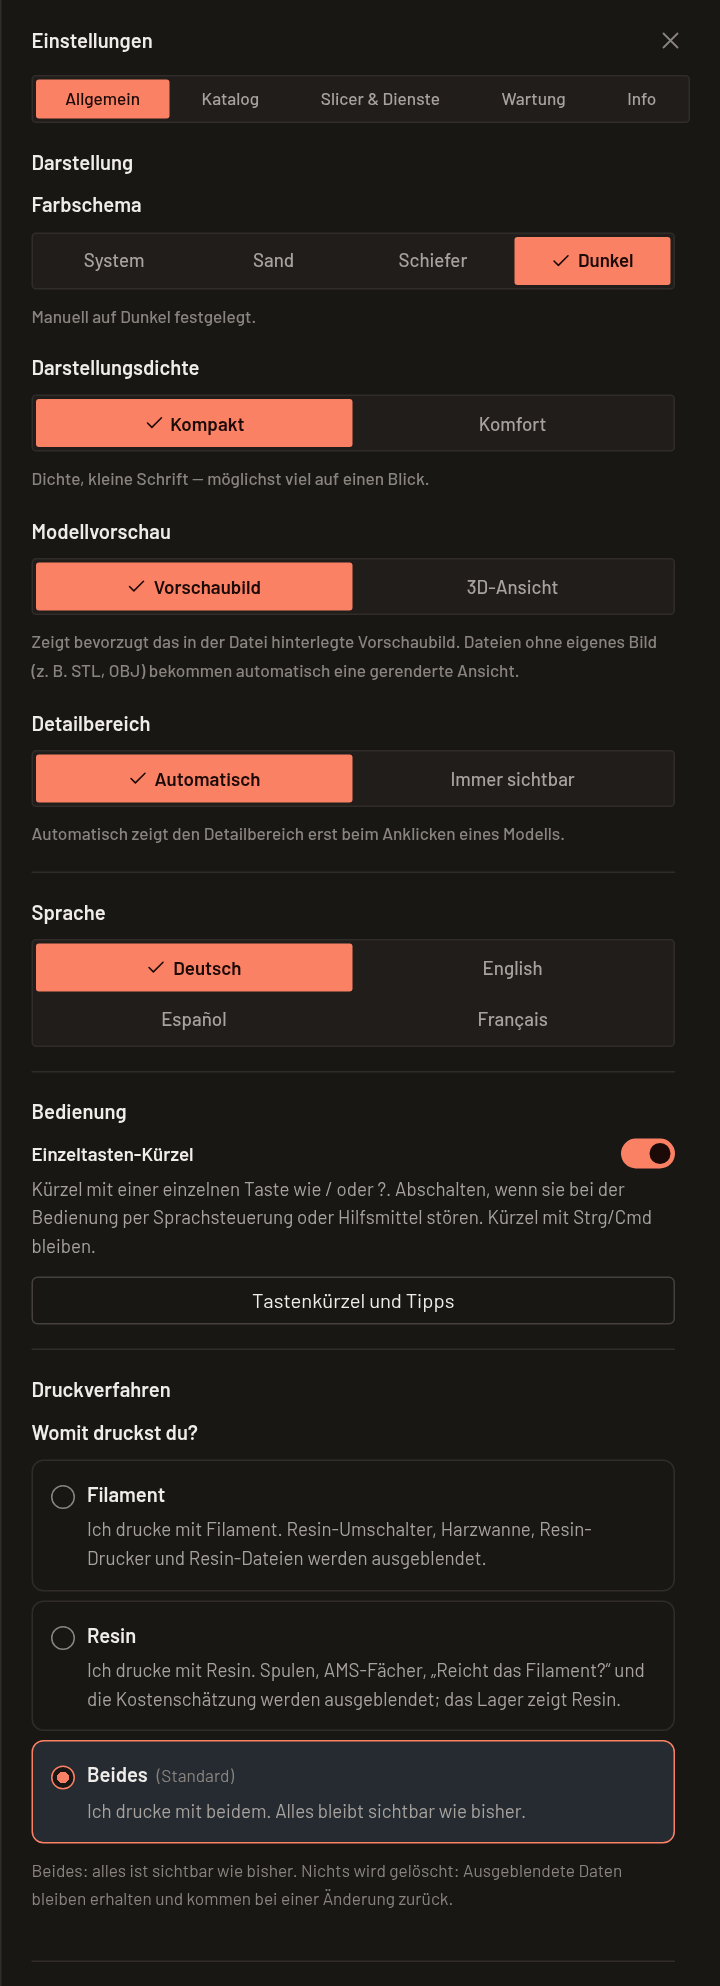 Einstellungen
Allgemein Katalog Slicer & Dienste Wartung Info
Darstellung
Farbschema
System Sand Schiefer Dunkel
Manuell auf Dunkel festgelegt.
Darstellungsdichte
Kompakt Komfort
Dichte, kleine Schrift — möglichst viel auf einen Blick.
Modellvorschau
Vorschaubild 3D-Ansicht
Zeigt bevorzugt das in der Datei hinterlegte Vorschaubild. Dateien ohne eigenes Bild
(z. B. STL, OBJ) bekommen automatisch eine gerenderte Ansicht.
Detailbereich
Automatisch Immer sichtbar
Automatisch zeigt den Detailbereich erst beim Anklicken eines Modells.
Sprache
Deutsch English
Español Français
Bedienung
Einzeltasten-Kürzel
Kürzel mit einer einzelnen Taste wie / oder ?. Abschalten, wenn sie bei der
Bedienung per Sprachsteuerung oder Hilfsmittel stören. Kürzel mit Strg/Cmd
bleiben.
Tastenkürzel und Tipps
Druckverfahren
Womit druckst du?
Filament
Ich drucke mit Filament. Resin-Umschalter, Harzwanne, Resin-
Drucker und Resin-Dateien werden ausgeblendet.
Resin
Ich drucke mit Resin. Spulen, AMS-Fächer, „Reicht das Filament?“ und
die Kostenschätzung werden ausgeblendet; das Lager zeigt Resin.
Beides (Standard)
Ich drucke mit beidem. Alles bleibt sichtbar wie bisher.
Beides: alles ist sichtbar wie bisher. Nichts wird gelöscht: Ausgeblendete Daten
bleiben erhalten und kommen bei einer Änderung zurück.